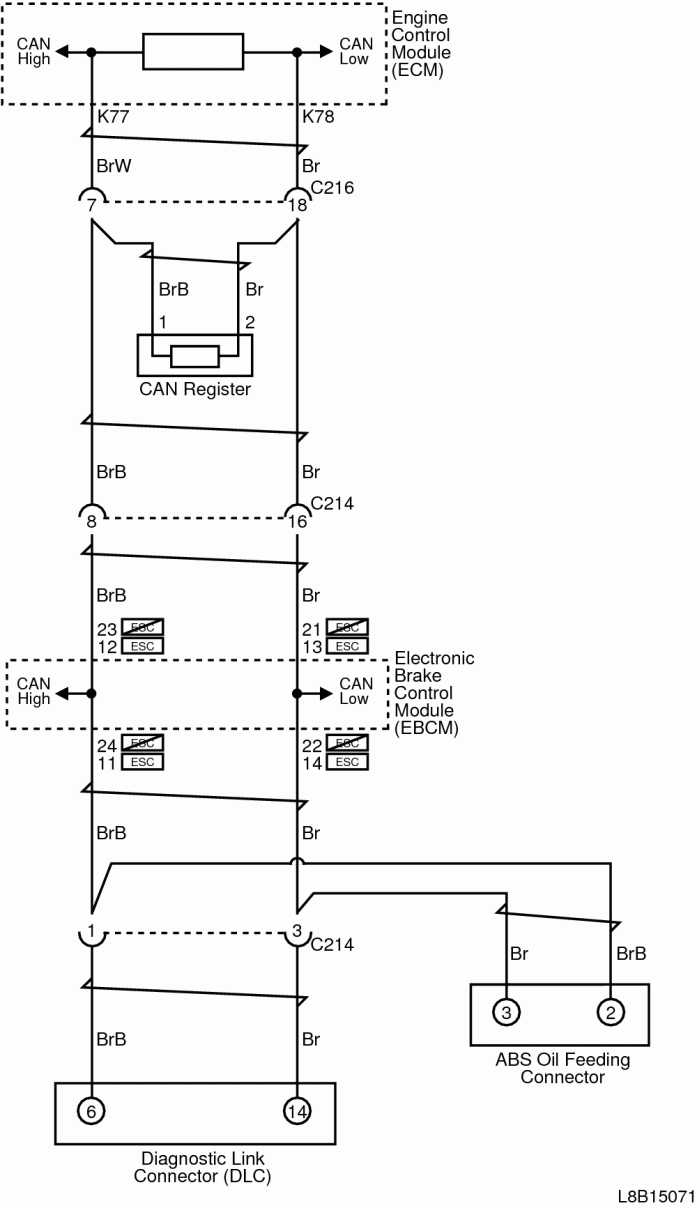 Engine
Control
Module
(ECM)
CAN
High
CAN
Low
K77
K78
BrW
Br
C216
7
18
BrB
Br
1
2
CAN Register
BrB
Br
C214
8
16
BrB
Br
23 ESC
21 ESC
12 ESC
13 ESC
Electronic
Brake
Control
Module
(EBCM)
CAN
High
CAN
Low
24 ESC
22 ESC
11 ESC
14 ESC
BrB
Br
1
3
C214
Br
BrB
3
2
ABS Oil Feeding
Connector
BrB
Br
6
14
Diagnostic Link
Connector (DLC)
L8B15071